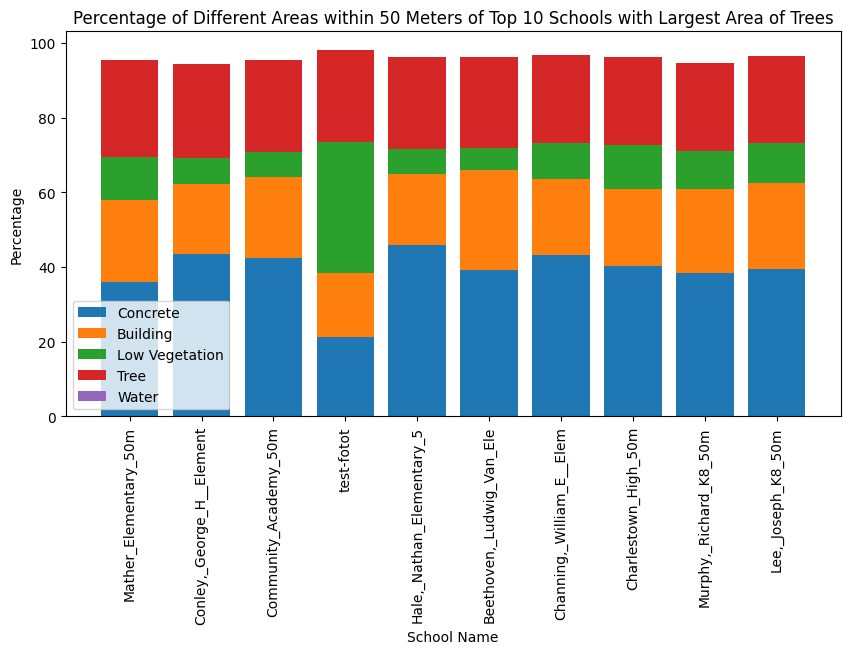 Percentage of Different Areas within 50 Meters of Top 10 Schools with Largest Area of Trees
Percentage
100
80
60
40
20
0
Concrete
Building
Low Vegetation
Tree
Water
Mather_Elementary_50m
Conley,_George_H__Element
Community_Academy_50m
test-fotot
Hale,_Nathan_Elementary_5
Beethoven,_Ludwig_Van_Ele
Channing,_William_E__Elem
Charlestown_High_50m
Murphy,_Richard_K8_50m
Lee,_Joseph_K8_50m
School Name